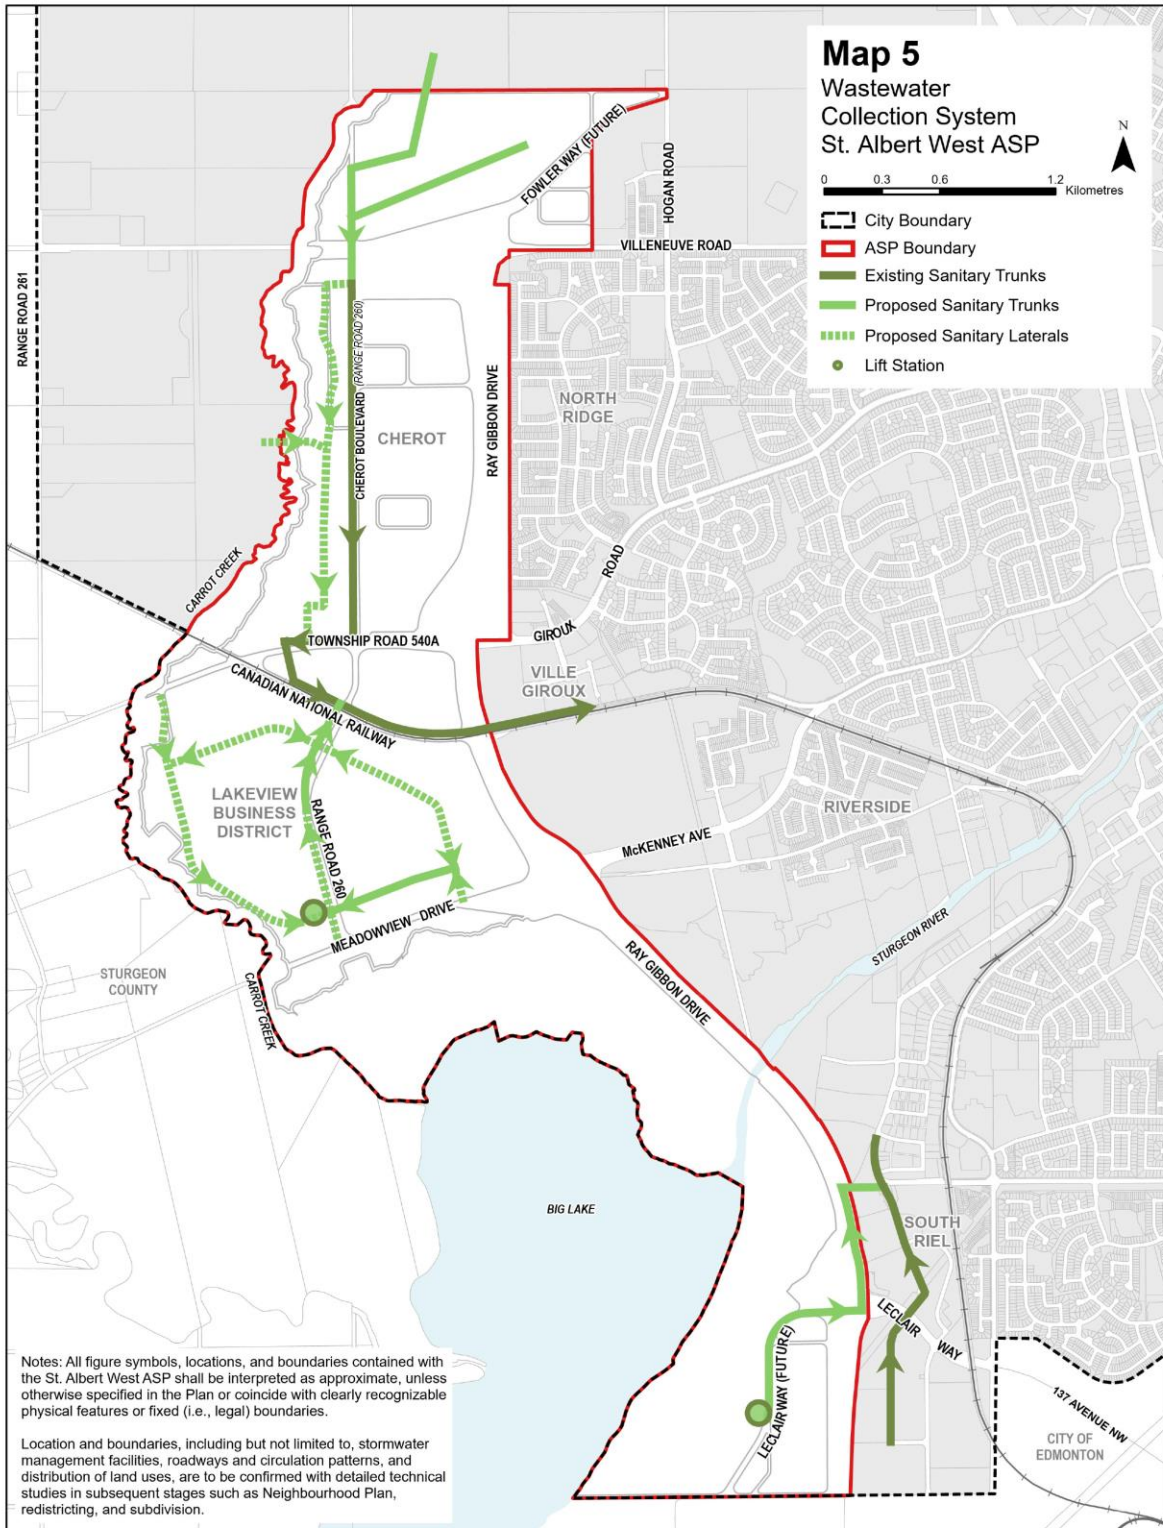 Map 5
Wastewater
Collection System
St. Albert West ASP
N
0 0.3 0.6 1.2 Kilometres
City Boundary
ASP Boundary
Existing Sanitary Trunks
Proposed Sanitary Trunks
Proposed Sanitary Laterals
Lift Station
FOWLER WAY (FUTURE)
HOGAN ROAD
VILLENEUVE ROAD
RANGE ROAD 261
CHEROT BOULEVARD (RANGE ROAD 260)
RAY GIBBON DRIVE
NORTH
RIDGE
CHEROT
ROAD
CARROT CREEK
GIROUX
TOWNSHIP ROAD 540A
VILLE
GIROUX
CANADIAN NATIONAL RAILWAY
LAKEVIEW
BUSINESS
DISTRICT
RANGE ROAD 260
RIVERSIDE
McKENNEY AVE
MEADOWVIEW DRIVE
STURGEON RIVER
RAY GIBBON DRIVE
STURGEON
COUNTY
CARROT CREEK
BIG LAKE
SOUTH
RIEL
LECLAIR WAY
LECLAIR WAY (FUTURE)
137 AVENUE NW
CITY OF
EDMONTON
Notes: All figure symbols, locations, and boundaries contained with
the St. Albert West ASP shall be interpreted as approximate, unless
otherwise specified in the Plan or coincide with clearly recognizable
physical features or fixed (i.e., legal) boundaries.
Location and boundaries, including but not limited to, stormwater
management facilities, roadways and circulation patterns, and
distribution of land uses, are to be confirmed with detailed technical
studies in subsequent stages such as Neighbourhood Plan,
redistricting, and subdivision.